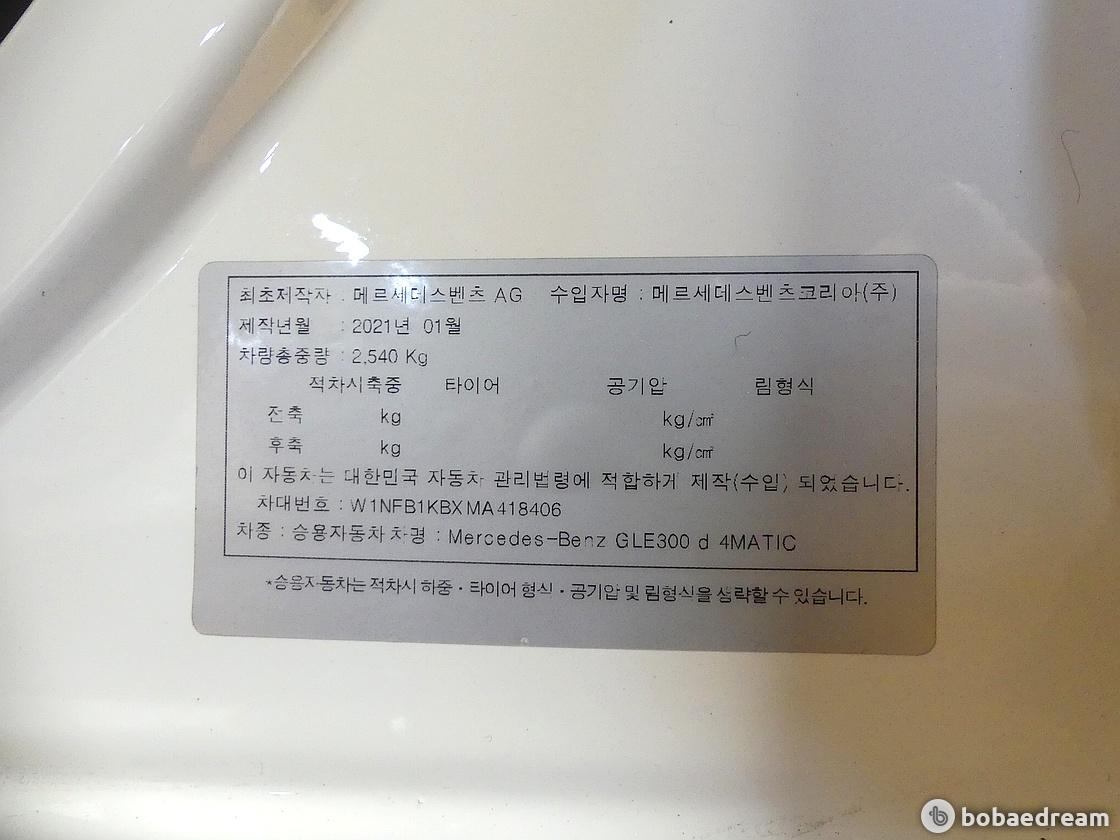 최초제작자 : 메르세데스벤츠 AG 수입자명 : 메르세데스벤츠코리아(주)
제작년월 : 2021년 01월
차량총중량 : 2,540 Kg
적차시축중 타이어 공기압 림형식
전축 kg kg/㎠
후축 kg kg/㎠
이 자동차는 대한민국 자동차 관리법령에 적합하게 제작(수입) 되었습니다.
차대번호 : W1NFB1KBXMA418406
차종 : 승용자동차 차명 : Mercedes-Benz GLE300 d 4MATIC
*승용자동차는 적차시 하중 · 타이어 형식 · 공기압 및 림형식을 생략할 수 있습니다.
bobaedream